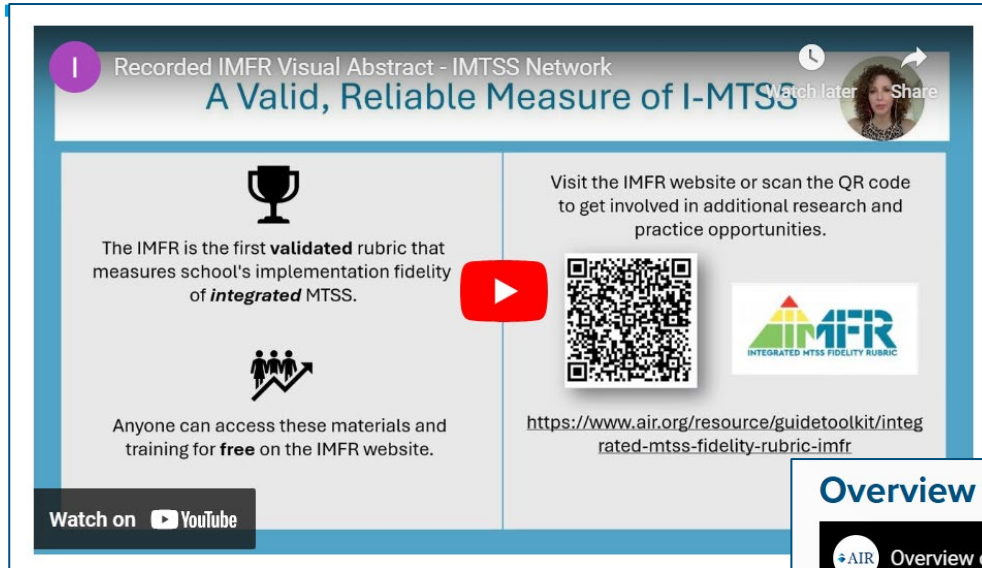 I
Recorded IMFR Visual Abstract - IMTSS Network
Watch later
Share
A Valid, Reliable Measure of I-MTSS
The IMFR is the first validated rubric that
measures school's implementation fidelity
of integrated MTSS.
Anyone can access these materials and
training for free on the IMFR website.
Visit the IMFR website or scan the QR code
to get involved in additional research and
practice opportunities.
IMFR
INTEGRATED MTSS FIDELITY RUBRIC
https://www.air.org/resource/guidetoolkit/integ
rated-mtss-fidelity-rubric-imfr
Watch on YouTube
Overview
AIR Overview